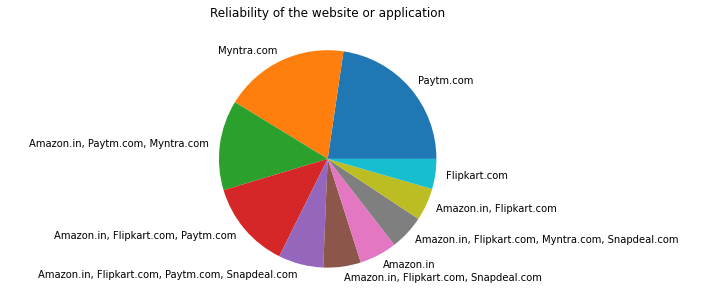 Reliability of the website or application
Myntra.com
Paytm.com
Amazon.in, Paytm.com, Myntra.com
Flipkart.com
Amazon.in, Flipkart.com
Amazon.in, Flipkart.com, Paytm.com
Amazon.in, Flipkart.com, Myntra.com, Snapdeal.com
Amazon.in
Amazon.in, Flipkart.com, Paytm.com, Snapdeal.com
Amazon.in, Flipkart.com, Snapdeal.com